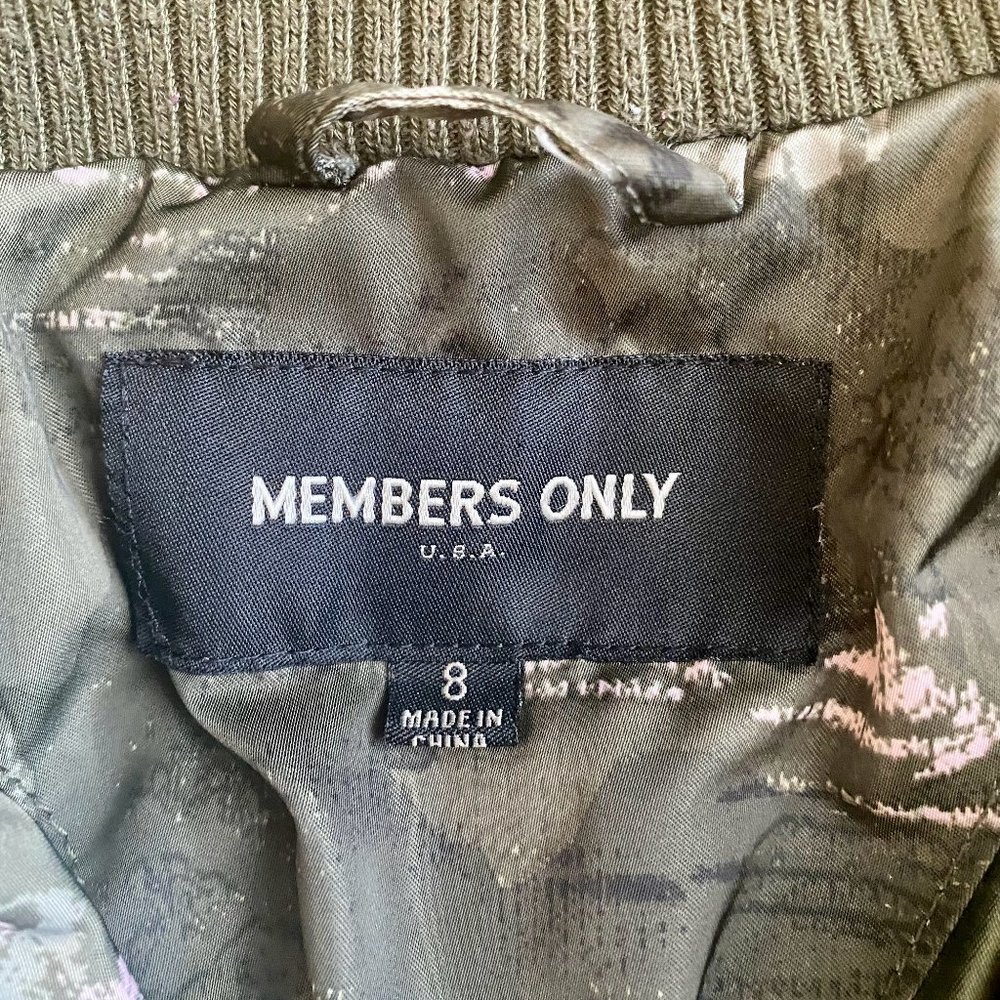 MEMBERS ONLY
U.S.A.
8
MADE IN
CHINA